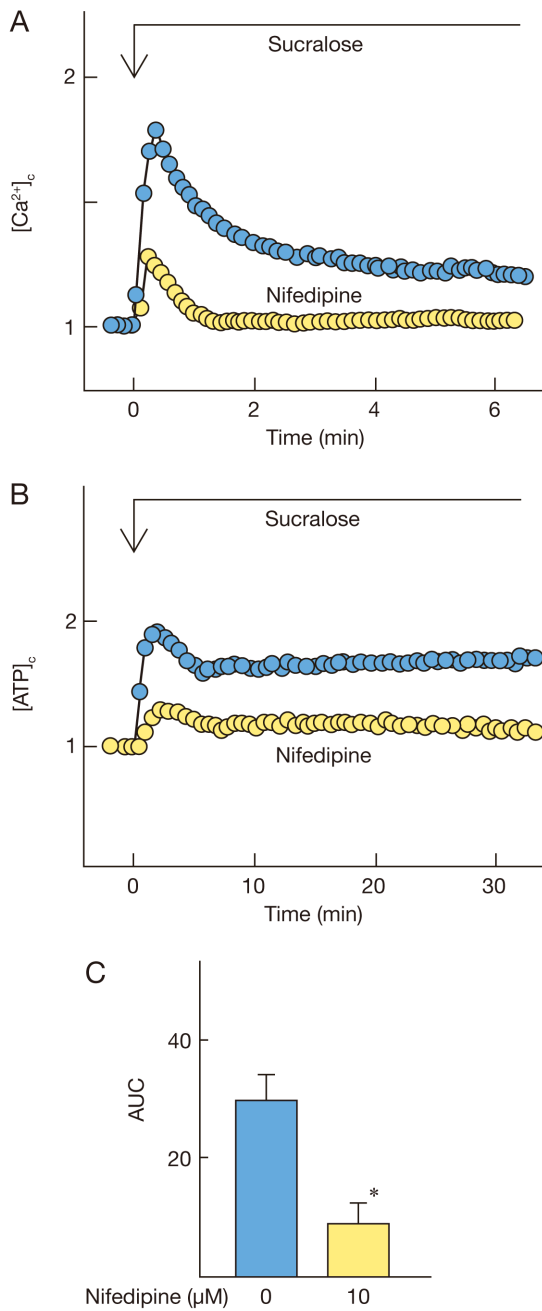 A
Sucralose
2
[Ca²⁺]c
Nifedipine
1
0 2 4 6
Time (min)
B
Sucralose
2
[ATP]c
1
Nifedipine
0 10 20 30
Time (min)
C
40
AUC
20
*
Nifedipine (µM) 0 10